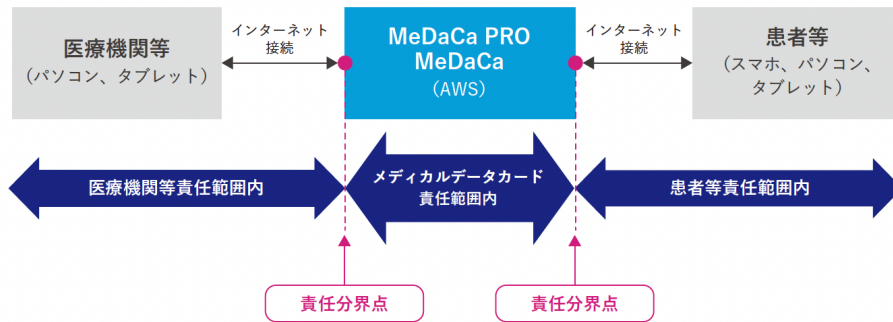 医療機関等
（パソコン、タブレット）
インターネット
接続
MeDaCa PRO
MeDaCa
（AWS）
インターネット
接続
患者等
（スマホ、パソコン、
タブレット）
医療機関等責任範囲内
メディカルデータカード
責任範囲内
患者等責任範囲内
責任分界点
責任分界点